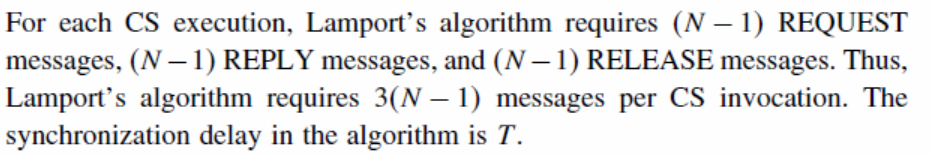 For each CS execution, Lamport's algorithm requires (N – 1) REQUEST
messages, (N – 1) REPLY messages, and (N – 1) RELEASE messages. Thus,
Lamport's algorithm requires 3(N – 1) messages per CS invocation. The
synchronization delay in the algorithm is T.